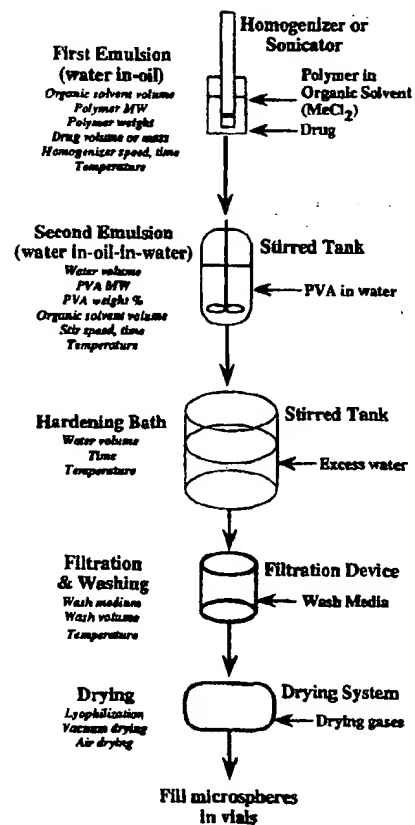 Homogenizer or
Sonicator
First Emulsion
(water in-oil)
Organic solvent volume
Polymer MW
Polymer weight
Drug volume or mass
Homogenizer speed, time
Temperature
Polymer in
Organic Solvent
(MeCl2)
Drug
Second Emulsion
(water in-oil-in-water)
Water volume
PVA MW
PVA weight %
Organic solvent volume
Stir speed, time
Temperature
Stirred Tank
PVA in water
Hardening Bath
Water volume
Time
Temperature
Stirred Tank
Excess water
Filtration
& Washing
Wash medium
Wash volume
Temperature
Filtration Device
Wash Media
Drying
Lyophilization
Vacuum drying
Air drying
Drying System
Drying gases
Fill microspheres
in vials